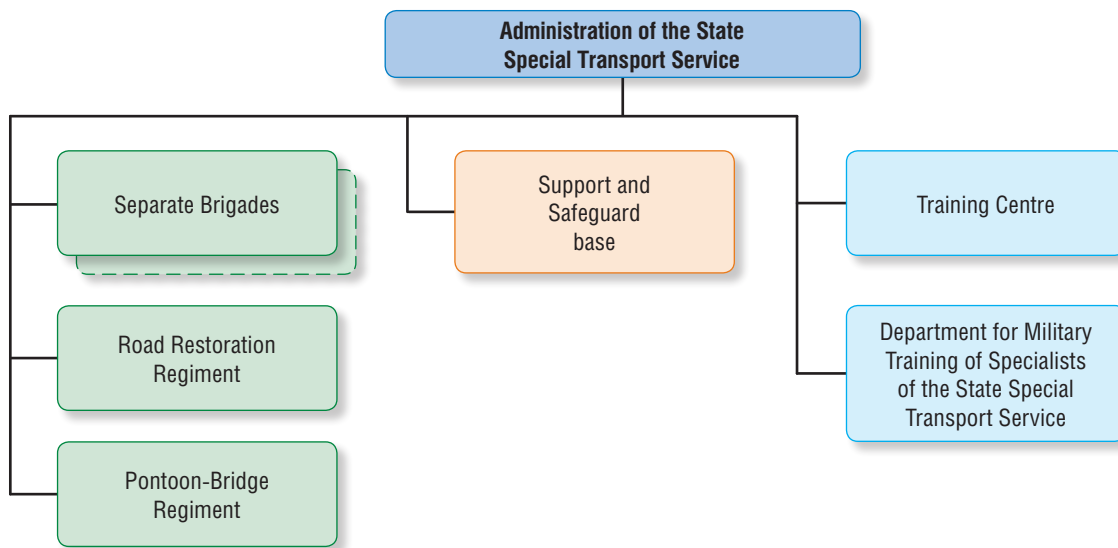 Administration of the State
Special Transport Service
Separate Brigades
Support and
Safeguard
base
Training Centre
Road Restoration
Regiment
Department for Military
Training of Specialists
of the State Special
Transport Service
Pontoon-Bridge
Regiment